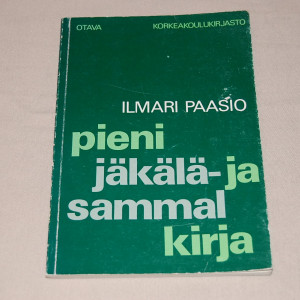 OTAVA KORKEAKOULUKIRJASTO
ILMARI PAASIO
pieni
jäkälä-ja
sammal
kirja